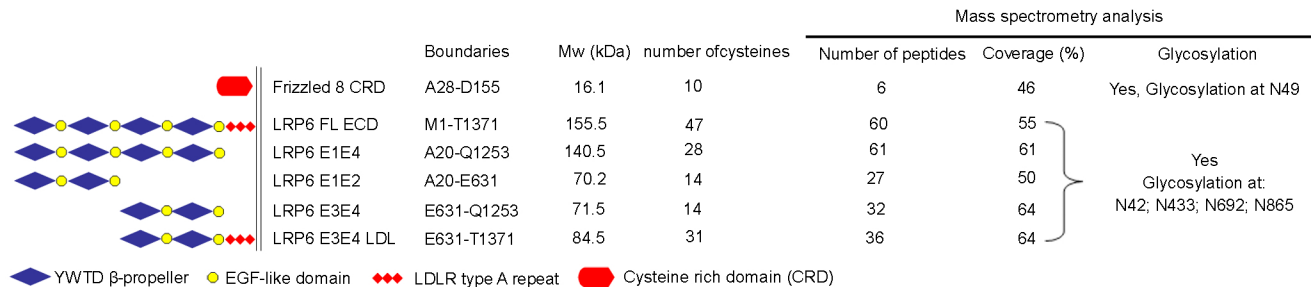 Mass spectrometry analysis
Boundaries Mw (kDa) number ofcysteines Number of peptides Coverage (%) Glycosylation
Frizzled 8 CRD A28-D155 16.1 10 6 46 Yes, Glycosylation at N49
LRP6 FL ECD M1-T1371 155.5 47 60 55
LRP6 E1E4 A20-Q1253 140.5 28 61 61
LRP6 E1E2 A20-E631 70.2 14 27 50
LRP6 E3E4 E631-Q1253 71.5 14 32 64
LRP6 E3E4 LDL E631-T1371 84.5 31 36 64
Yes
Glycosylation at:
N42; N433; N692; N865
YWTD β-propeller EGF-like domain LDLR type A repeat Cysteine rich domain (CRD)